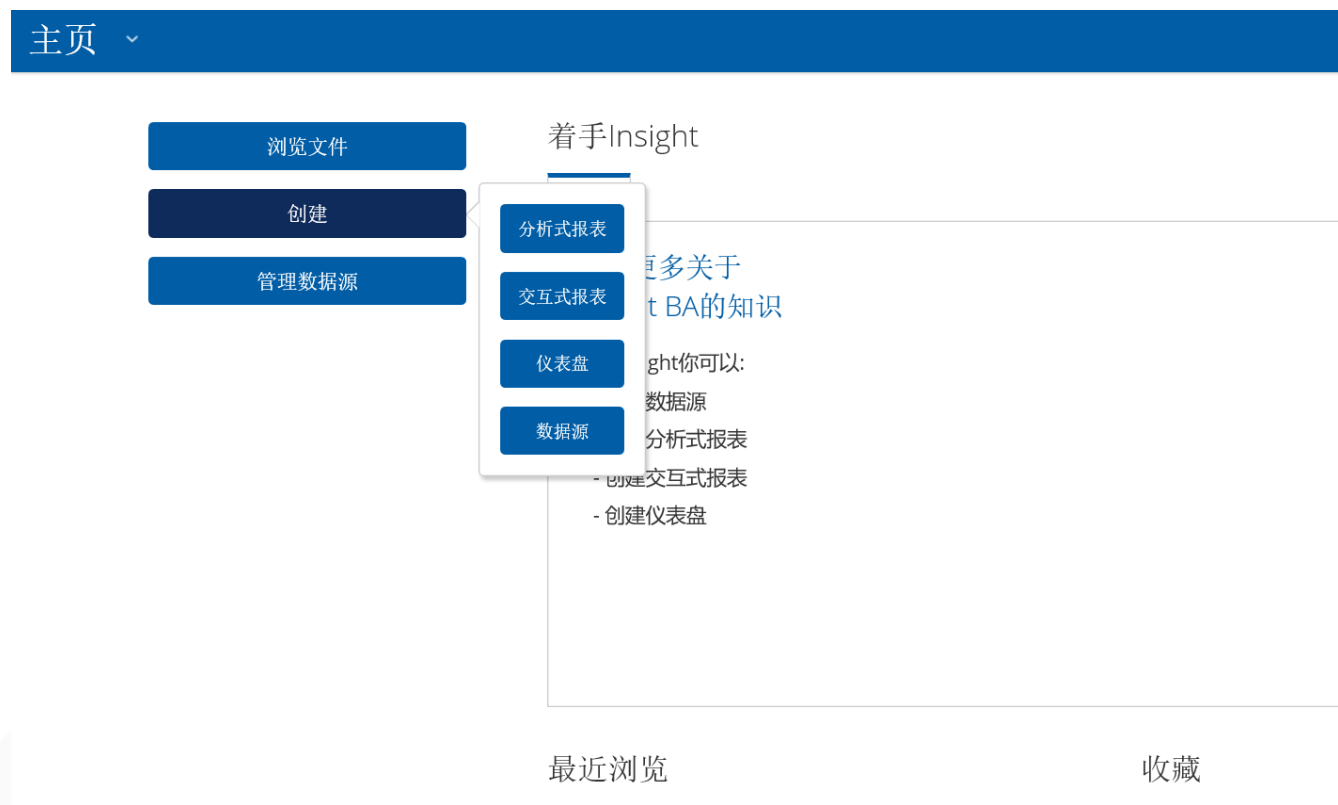 主页
浏览文件
创建
管理数据源
分析式报表
交互式报表
仪表盘
数据源
着手Insight
更多关于
t BA的知识
ght你可以:
数据源
分析式报表
- 创建交互式报表
- 创建仪表盘
最近浏览
收藏